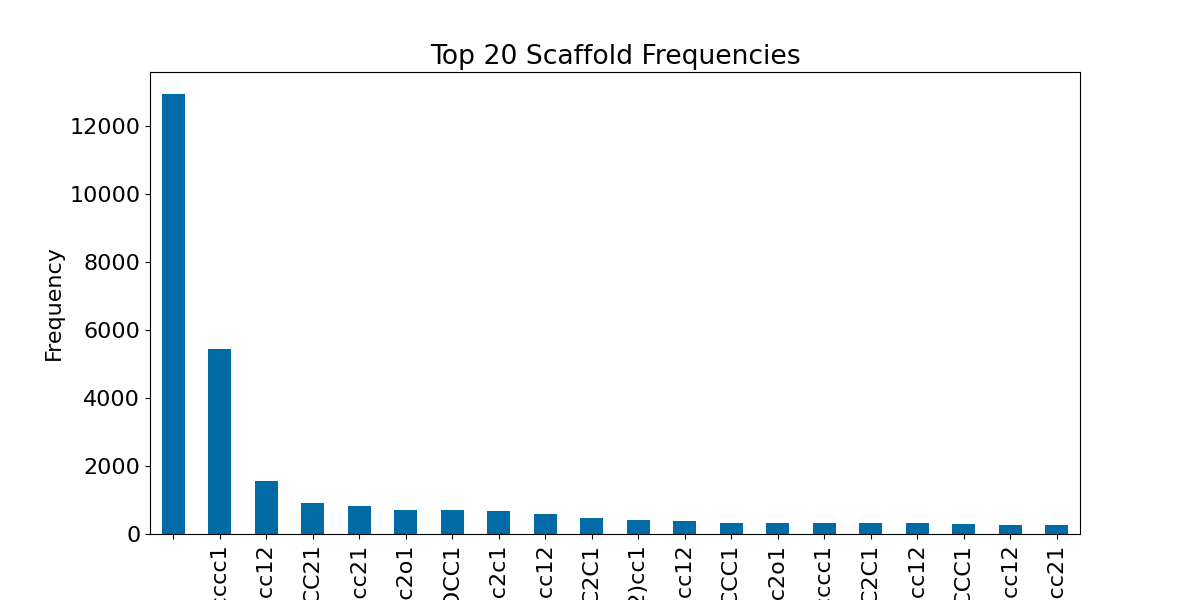 Top 20 Scaffold Frequencies
Frequency
12000
10000
8000
6000
4000
2000
0
ccc1
cc12
CC21
cc21
c2o1
OCC1
c2c1
cc12
C2C1
)cc1
cc12
CCC1
c2o1
ccc1
C2C1
cc12
CCC1
cc12
cc21